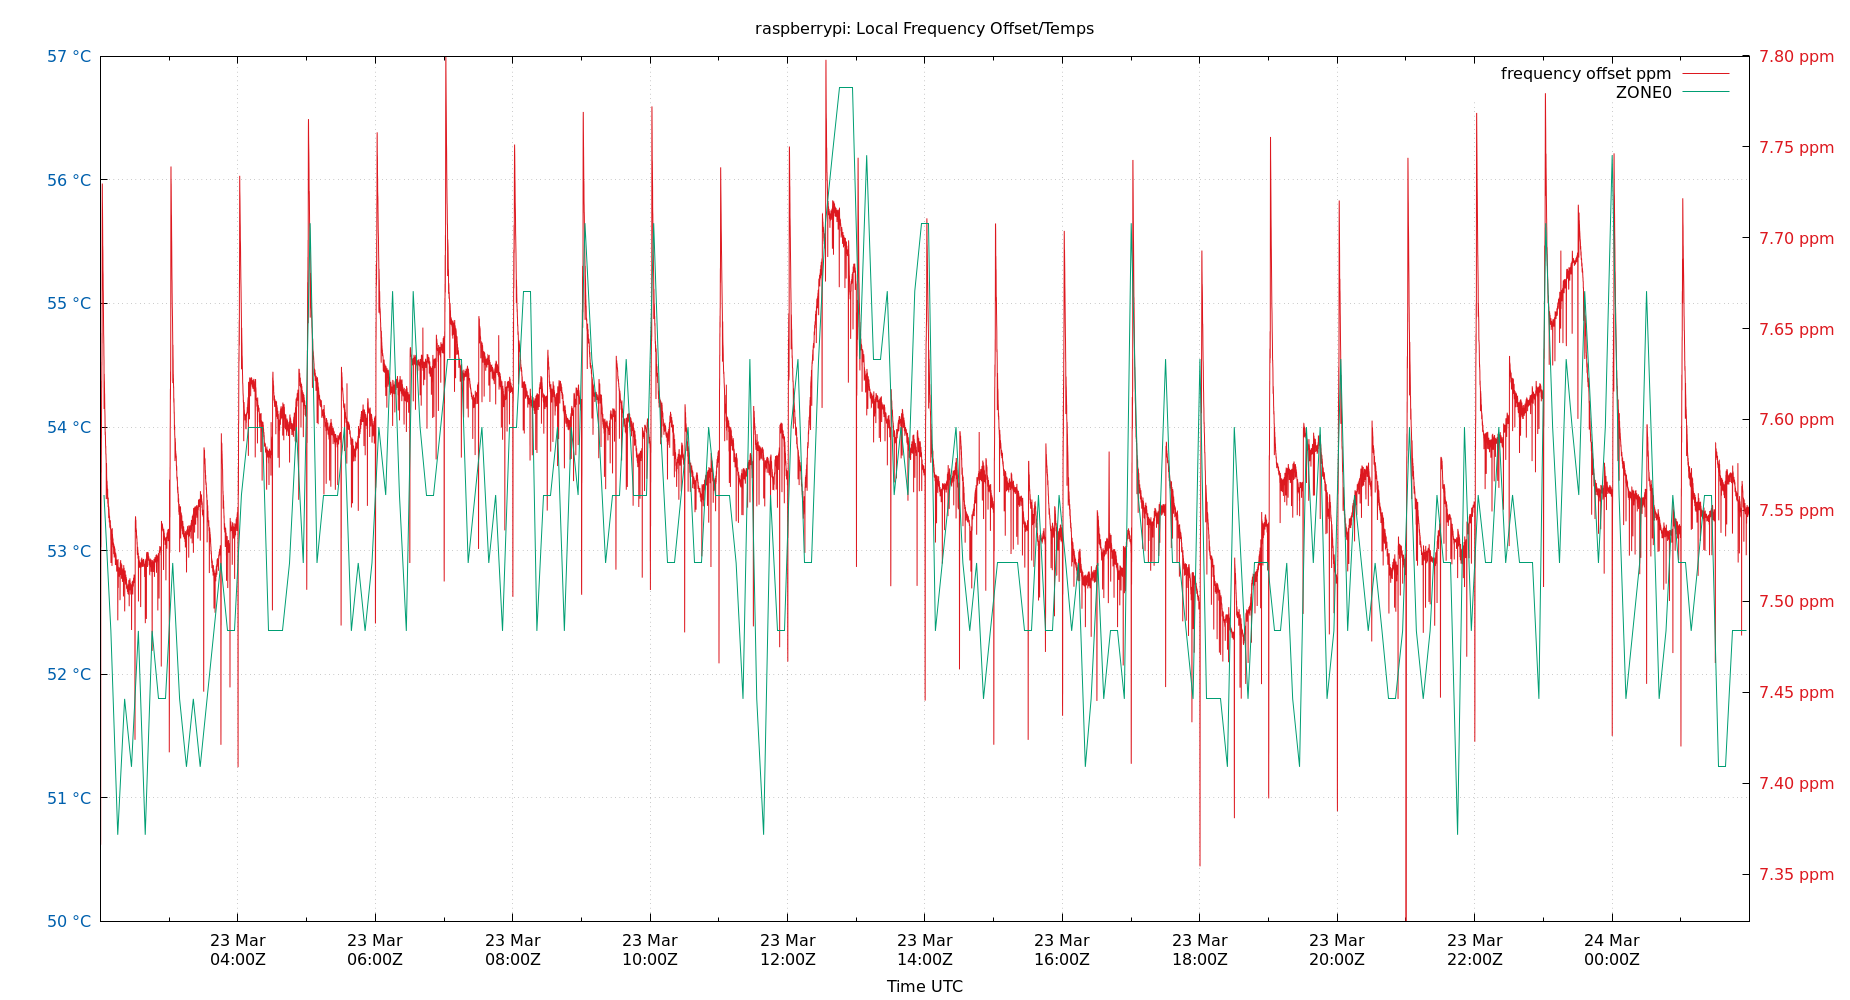 raspberrypi: Local Frequency Offset/Temps
57 °C
56 °C
55 °C
54 °C
53 °C
52 °C
51 °C
50 °C
7.80 ppm
7.75 ppm
7.70 ppm
7.65 ppm
7.60 ppm
7.55 ppm
7.50 ppm
7.45 ppm
7.40 ppm
7.35 ppm
frequency offset ppm
ZONE0
23 Mar 23 Mar 23 Mar 23 Mar 23 Mar 23 Mar 23 Mar 23 Mar 23 Mar 23 Mar 24 Mar
04:00Z 06:00Z 08:00Z 10:00Z 12:00Z 14:00Z 16:00Z 18:00Z 20:00Z 22:00Z 00:00Z
Time UTC